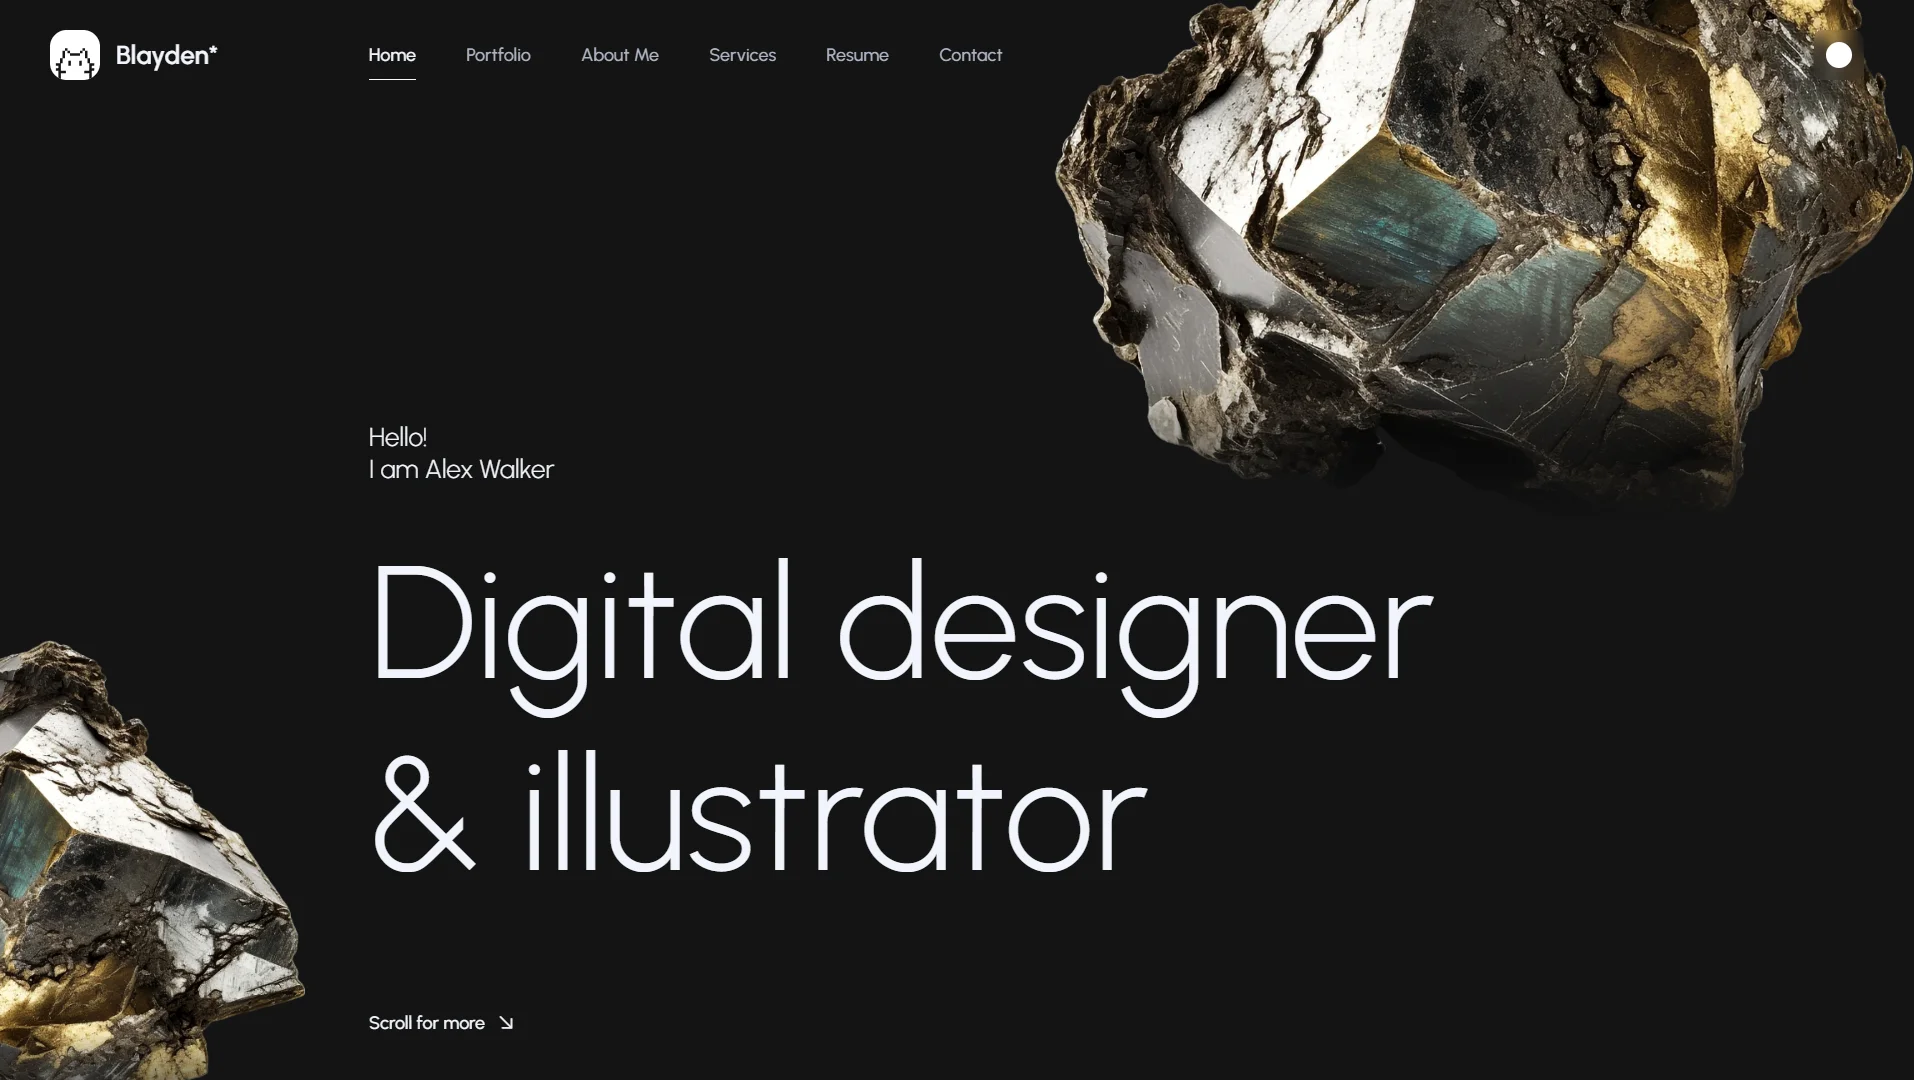 Blayden*
Home Portfolio About Me Services Resume Contact
Hello!
I am Alex Walker
Digital designer
& illustrator
Scroll for more